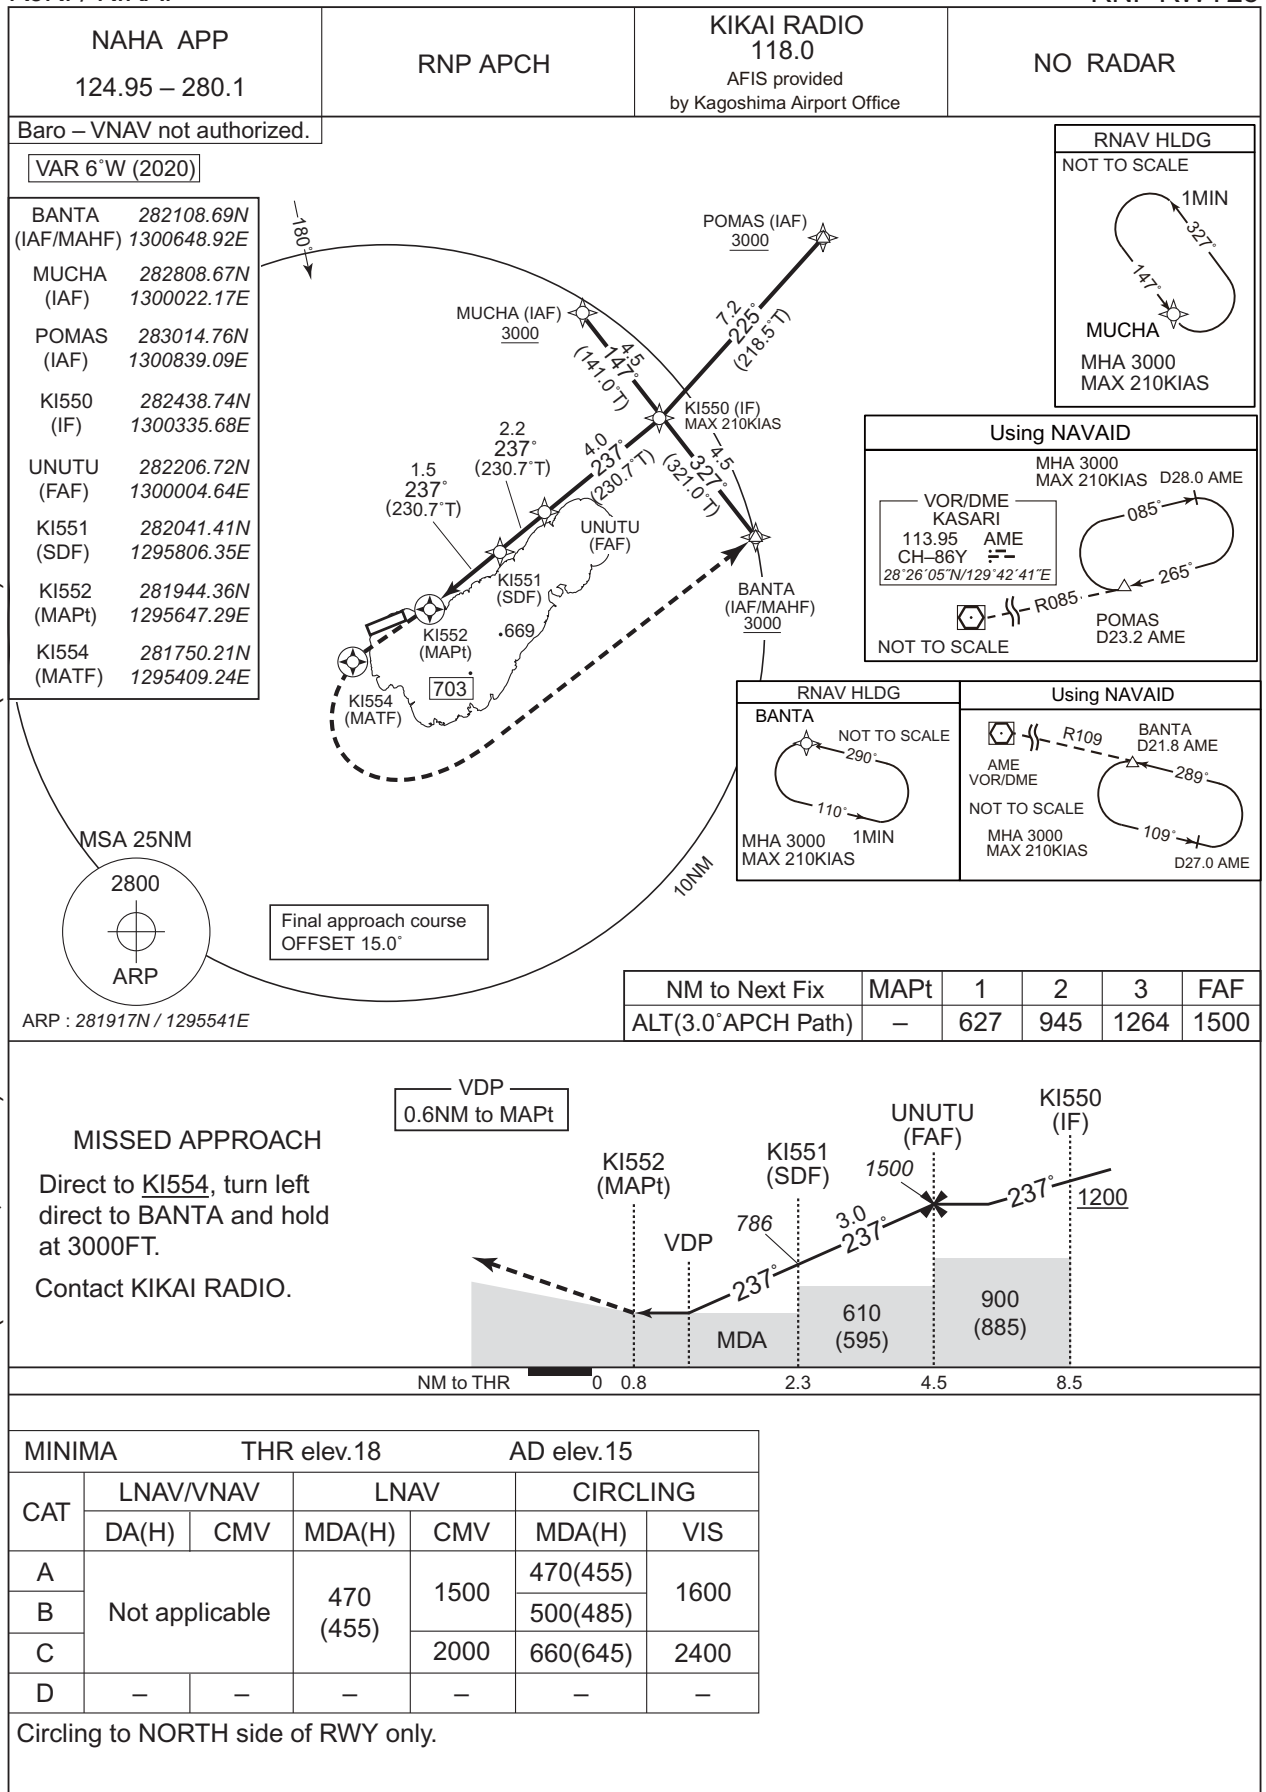 NAHA APP
124.95 – 280.1
RNP APCH
KIKAI RADIO
118.0
AFIS provided
by Kagoshima Airport Office
NO RADAR
Baro – VNAV not authorized.
VAR 6˚W (2020)
BANTA 282108.69N
(IAF/MAHF) 1300648.92E
MUCHA 282808.67N
(IAF) 1300022.17E
POMAS 283014.76N
(IAF) 1300839.09E
KI550 282438.74N
(IF) 1300335.68E
UNUTU 282206.72N
(FAF) 1300004.64E
KI551 282041.41N
(SDF) 1295806.35E
KI552 281944.36N
(MAPt) 1295647.29E
KI554 281750.21N
(MATF) 1295409.24E
180˚
POMAS (IAF)
3000
MUCHA (IAF)
3000
7.2
225˚
(218.5˚T)
4.5
147˚
(141.0˚T)
KI550 (IF)
MAX 210KIAS
4.5
327˚
(321.0˚T)
4.0
237˚
(230.7˚T)
2.2
237˚
(230.7˚T)
1.5
237˚
(230.7˚T)
UNUTU
(FAF)
KI551
(SDF)
KI552
(MAPt)
.669
703
KI554
(MATF)
BANTA
(IAF/MAHF)
3000
10NM
RNAV HLDG
NOT TO SCALE
1MIN
327˚
147˚
MUCHA
MHA 3000
MAX 210KIAS
Using NAVAID
MHA 3000
MAX 210KIAS
D28.0 AME
VOR/DME
KASARI
113.95 AME
CH–86Y
28˚26′05″N/129˚42′41″E
085˚
265˚
R085
POMAS
D23.2 AME
NOT TO SCALE
RNAV HLDG
BANTA
NOT TO SCALE
290˚
110˚
1MIN
MHA 3000
MAX 210KIAS
Using NAVAID
R109
BANTA
D21.8 AME
AME
VOR/DME
289˚
NOT TO SCALE
109˚
MHA 3000
MAX 210KIAS
D27.0 AME
MSA 25NM
2800
ARP
ARP : 281917N / 1295541E
Final approach course
OFFSET 15.0˚
NM to Next Fix MAPt 1 2 3 FAF
ALT(3.0˚APCH Path) – 627 945 1264 1500
MISSED APPROACH
Direct to KI554, turn left
direct to BANTA and hold
at 3000FT.
Contact KIKAI RADIO.
VDP
0.6NM to MAPt
KI552
(MAPt)
VDP
KI551
(SDF)
UNUTU
(FAF)
KI550
(IF)
786
1500
1200
237˚
3.0
237˚
237˚
MDA
610
(595)
900
(885)
NM to THR 0 0.8 2.3 4.5 8.5
MINIMA THR elev.18 AD elev.15
CAT LNAV/VNAV LNAV CIRCLING
DA(H) CMV MDA(H) CMV MDA(H) VIS
A Not applicable 470 (455) 1500 470(455) 1600
B 500(485)
C 2000 660(645) 2400
D – – – – – –
Circling to NORTH side of RWY only.